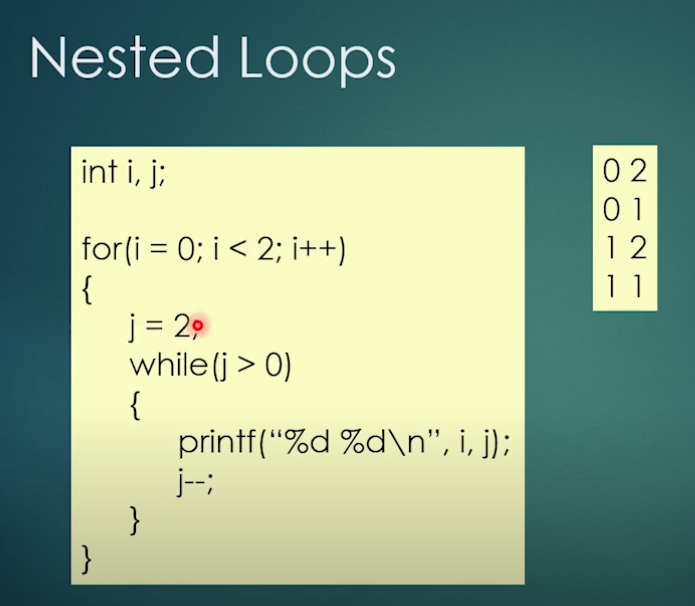 Nested Loops
int i, j;
for(i = 0; i < 2; i++)
{
j = 2;
while(j > 0)
{
printf(“%d %d\n”, i, j);
j--;
}
}
0 2
0 1
1 2
1 1